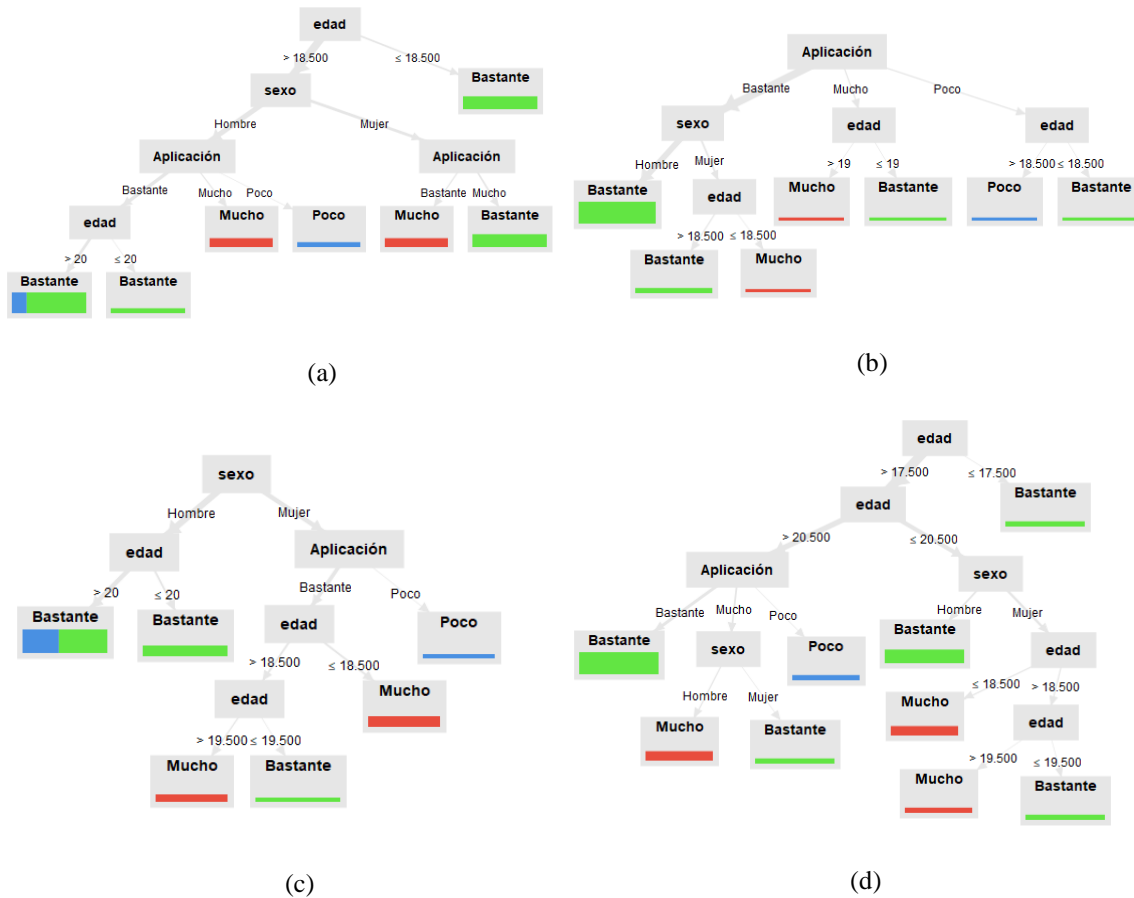 edad
> 18.500
≤ 18.500
sexo
Bastante
Hombre
Mujer
Aplicación
Aplicación
Bastante
Mucho
Poco
Bastante
Mucho
edad
Mucho
Poco
Mucho
Bastante
> 20
≤ 20
Bastante
Bastante
(a)
Aplicación
Bastante
Mucho
Poco
sexo
edad
edad
Hombre
Mujer
> 19
≤ 19
> 18.500
≤ 18.500
Bastante
edad
Mucho
Bastante
Poco
Bastante
> 18.500
≤ 18.500
Bastante
Mucho
(b)
sexo
Hombre
Mujer
edad
Aplicación
> 20
≤ 20
Bastante
Poco
Bastante
Bastante
edad
Poco
> 18.500
≤ 18.500
edad
Mucho
> 19.500
≤ 19.500
Mucho
Bastante
(c)
edad
> 17.500
≤ 17.500
edad
Bastante
> 20.500
≤ 20.500
Aplicación
sexo
Bastante
Mucho
Poco
Hombre
Mujer
Bastante
sexo
Poco
Bastante
edad
Hombre
Mujer
≤ 18.500
> 18.500
Mucho
Bastante
Mucho
edad
> 19.500
≤ 19.500
Mucho
Bastante
(d)